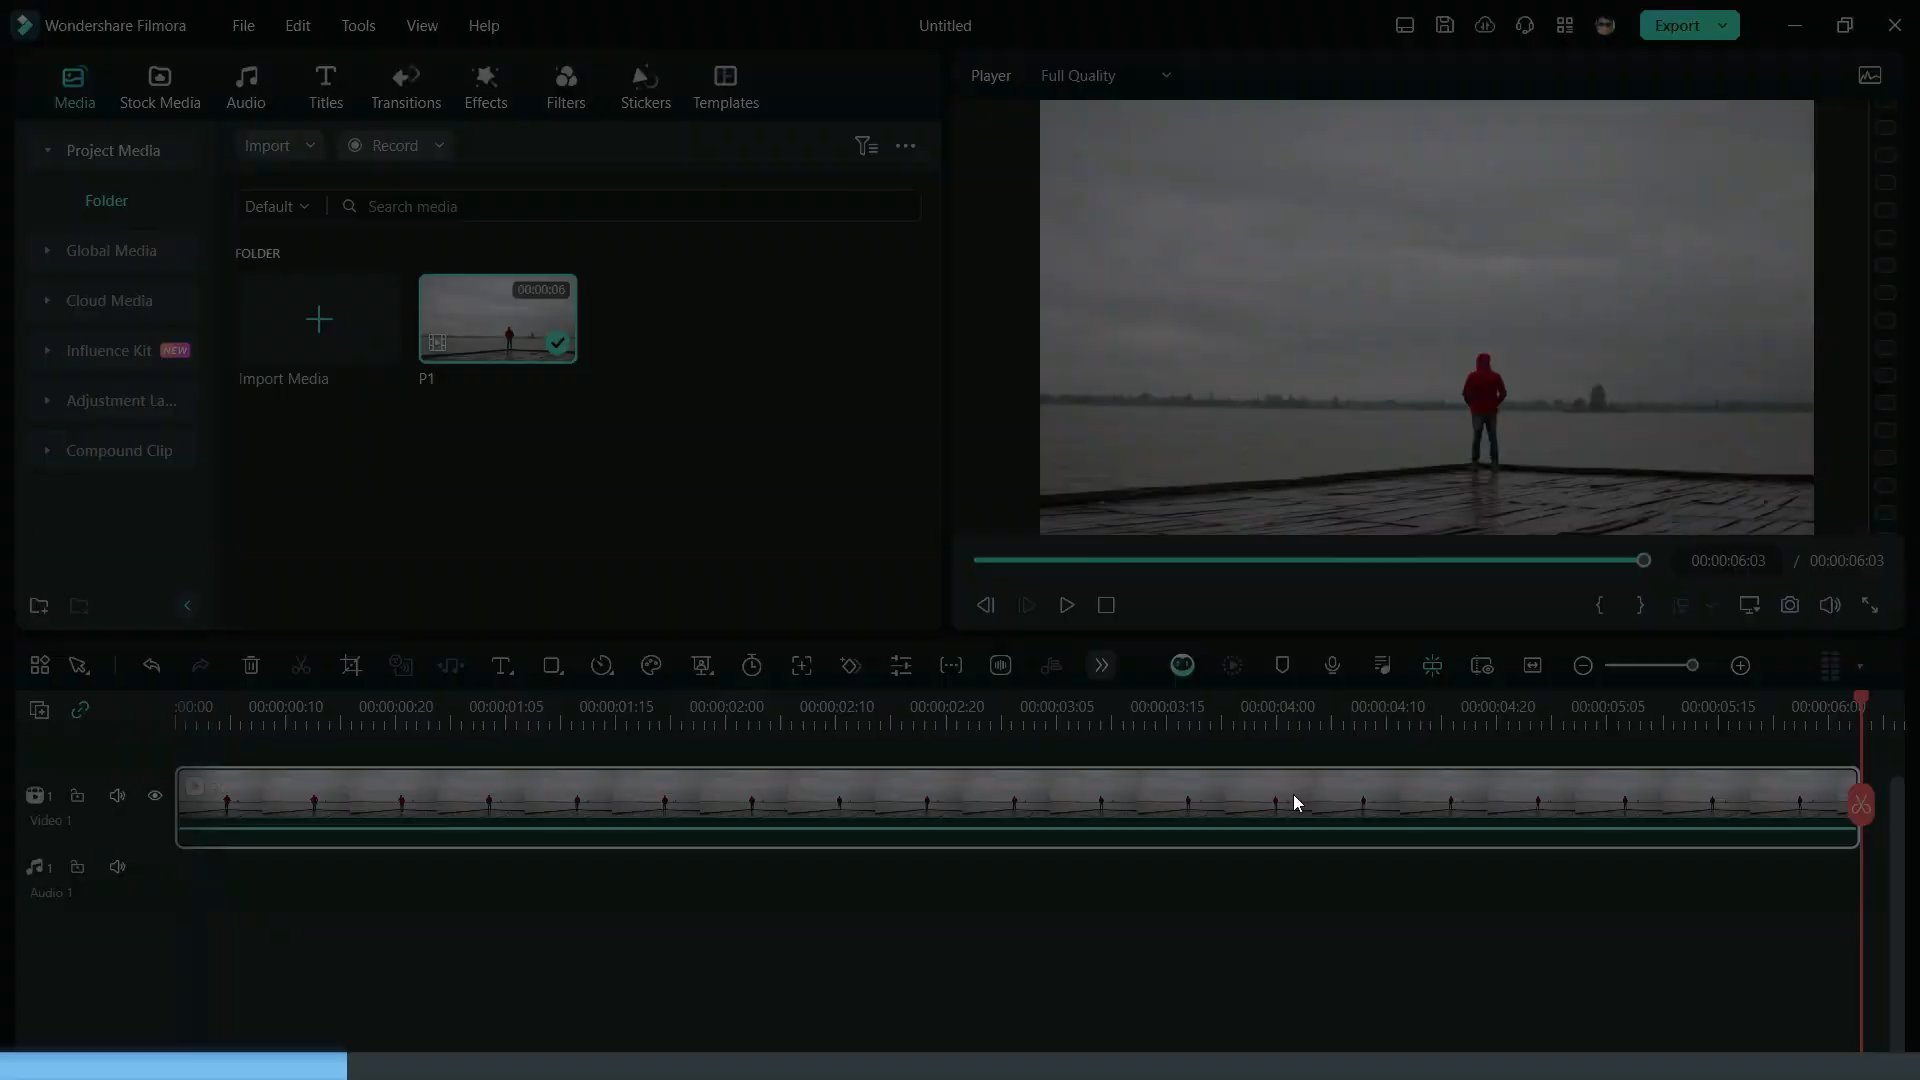 Wondershare Filmora
File
Edit
Tools
View
Help
Untitled
Export
Media
Stock Media
Audio
Titles
Transitions
Effects
Filters
Stickers
Templates
Player
Full Quality
Project Media
Folder
Global Media
Cloud Media
Influence Kit NEW
Adjustment La...
Compound Clip
Import
Record
Default
Search media
FOLDER
00:00:06
Import Media
P1
00:00:06:03 / 00:00:06:03
:00:00
00:00:00:10
00:00:00:20
00:00:01:05
00:00:01:15
00:00:02:00
00:00:02:10
00:00:02:20
00:00:03:05
00:00:03:15
00:00:04:00
00:00:04:10
00:00:04:20
00:00:05:05
00:00:05:15
00:00:06:00
1
Video 1
1
Audio 1